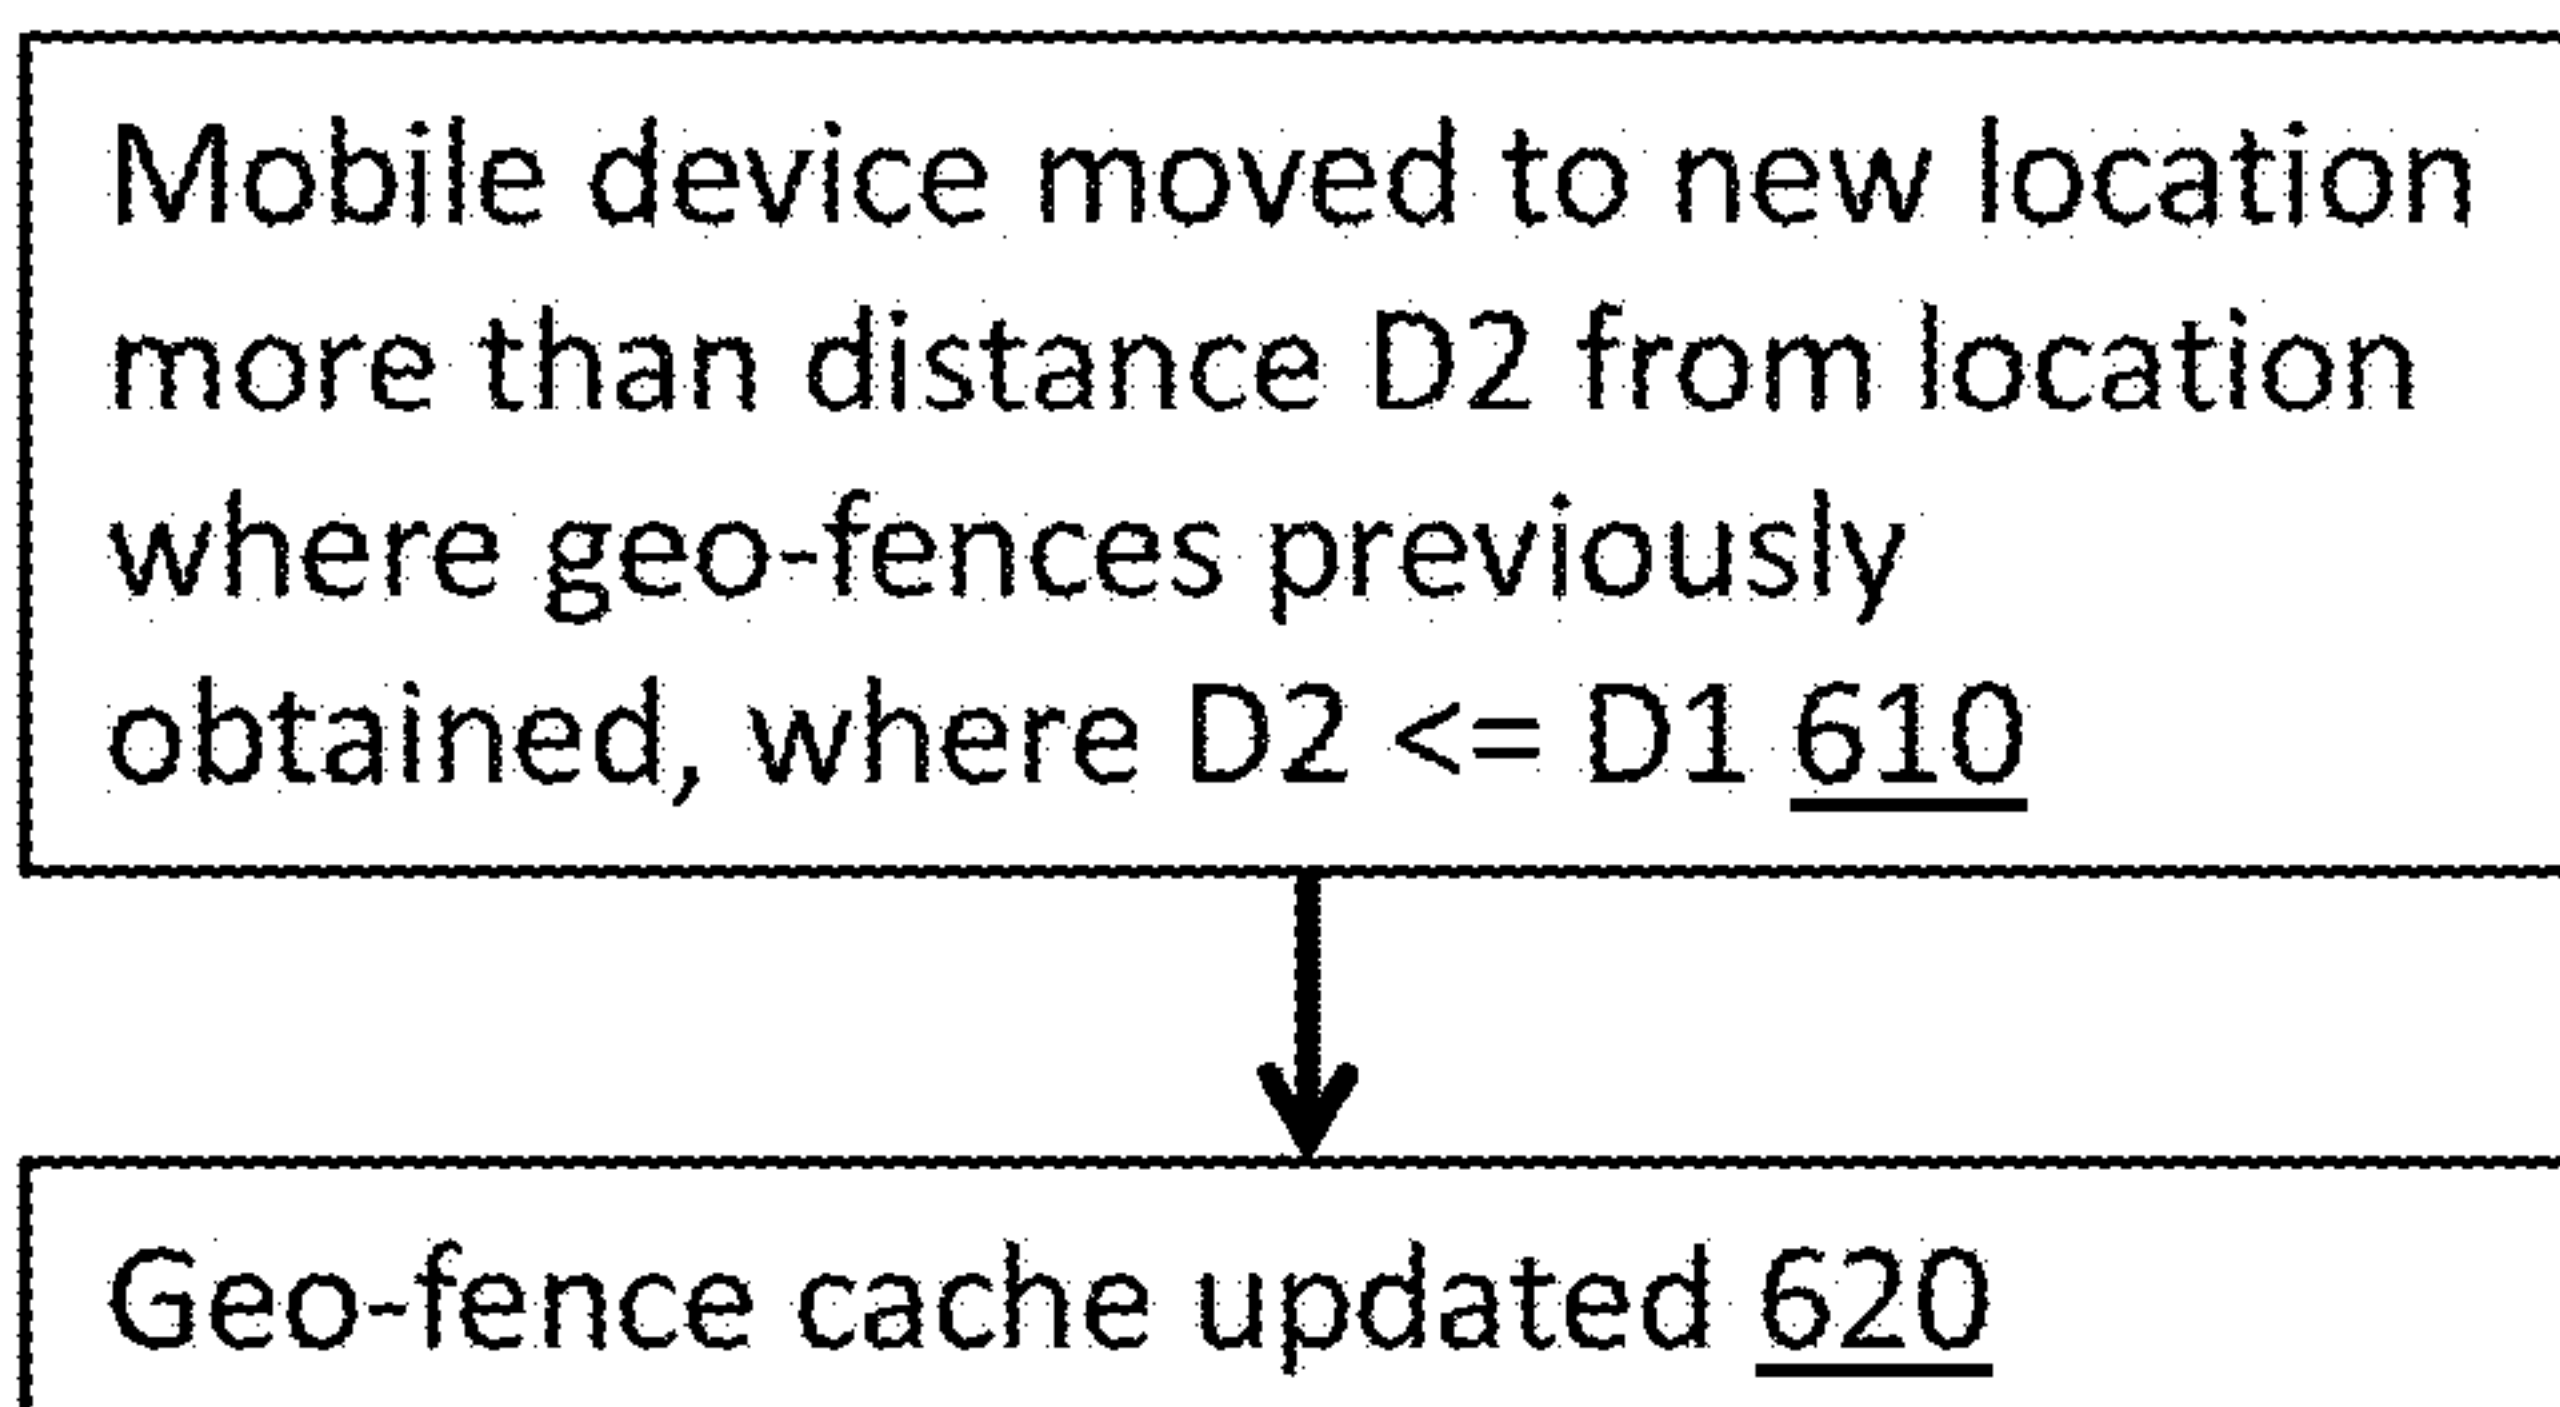 Mobile device moved to new location
more than distance D2 from location
where geo-fences previously
obtained, where D2 <= D1 610
Geo-fence cache updated 620